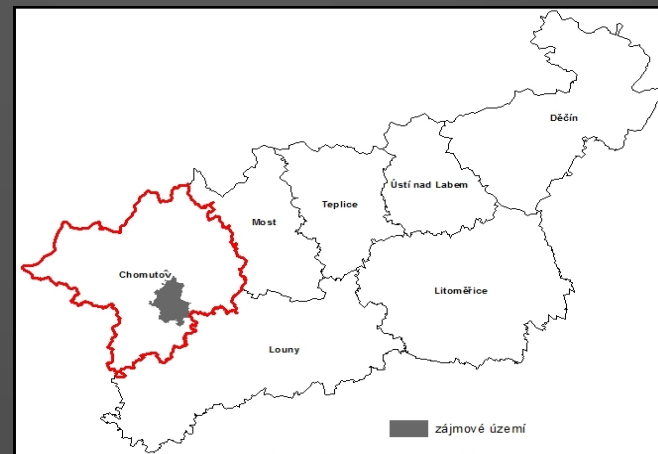 Děčín
Ústí nad Labem
Teplice
Most
Chomutov
Litoměřice
Louny
zájmové území